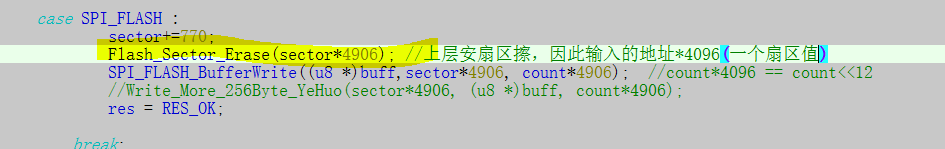 case SPI_FLASH :
sector+=770;
Flash_Sector_Erase(sector*4906); //上层安扇区擦，因此输入的地址*4096(一个扇区值)
SPI_FLASH_BufferWrite((u8 *)buff,sector*4906, count*4906);  //count*4096 == count<<12
//Write_More_256Byte_YeHuo(sector*4906, (u8 *)buff, count*4906);
res = RES_OK;
break;